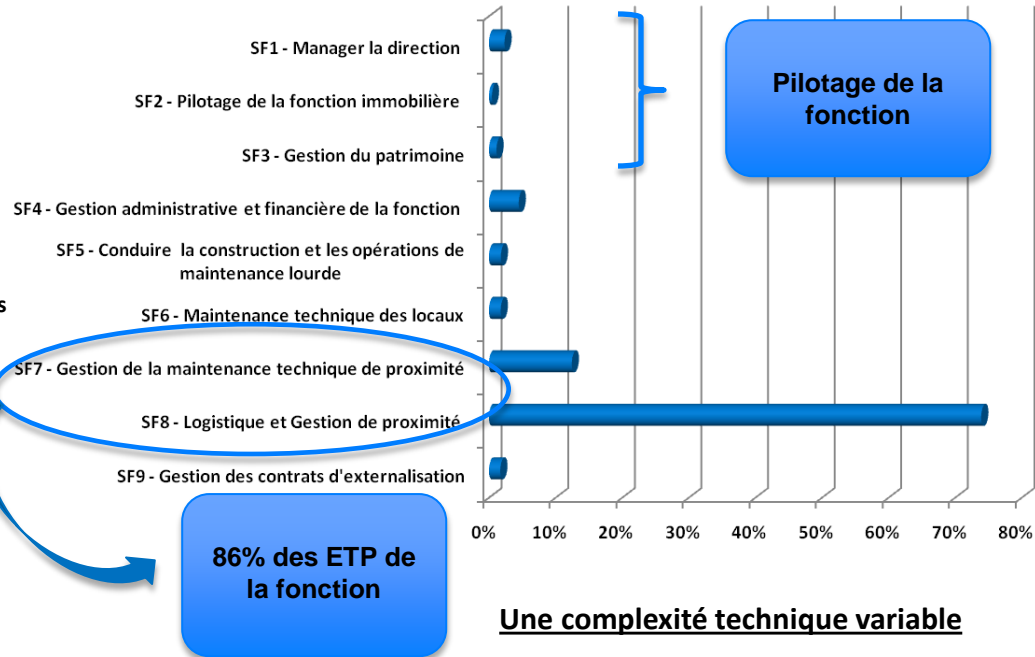 SF1 - Manager la direction
SF2 - Pilotage de la fonction immobilière
SF3 - Gestion du patrimoine
Pilotage de la
fonction
SF4 - Gestion administrative et financière de la fonction
SF5 - Conduire la construction et les opérations de
maintenance lourde
s
SF6 - Maintenance technique des locaux
SF7 - Gestion de la maintenance technique de proximité
SF8 - Logistique et Gestion de proximité
SF9 - Gestion des contrats d'externalisation
0% 10% 20% 30% 40% 50% 60% 70% 80%
86% des ETP de
la fonction
Une complexité technique variable